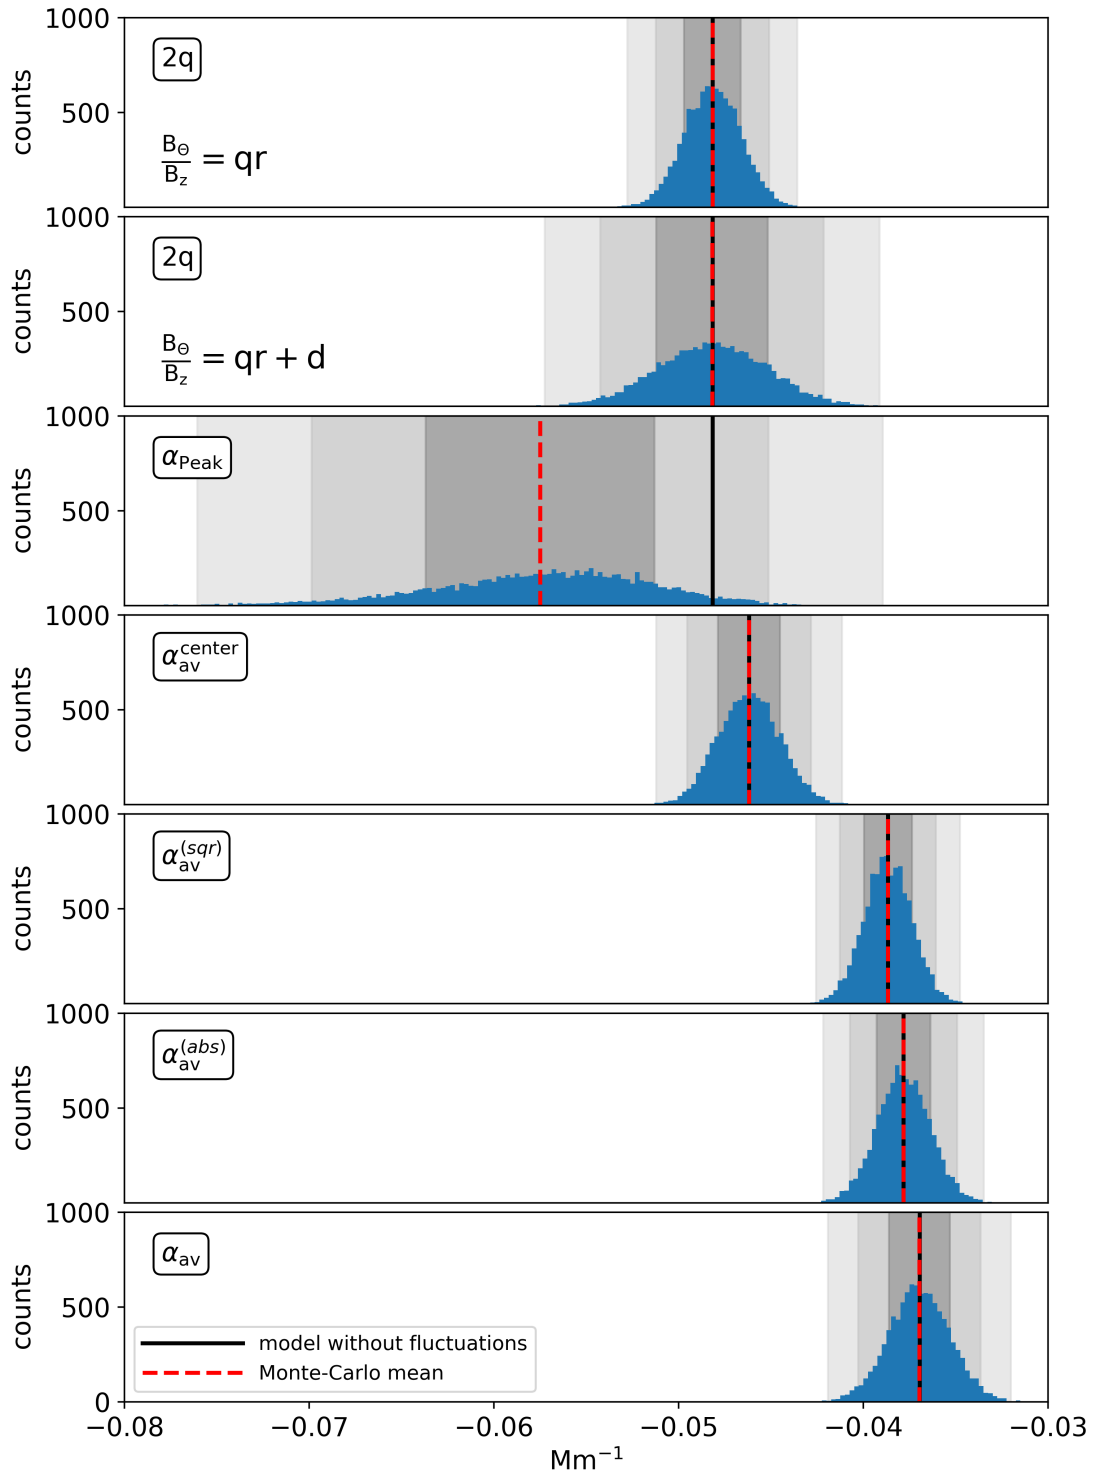 1000
2q
counts
500
B_Θ/B_z = qr
1000
2q
counts
500
B_Θ/B_z = qr + d
1000
α_Peak
counts
500
1000
α_av^center
counts
500
1000
α_av^(sqr)
counts
500
1000
α_av^(abs)
counts
500
1000
α_av
counts
500
model without fluctuations
Monte-Carlo mean
0
−0.08 −0.07 −0.06 −0.05 −0.04 −0.03
Mm⁻¹